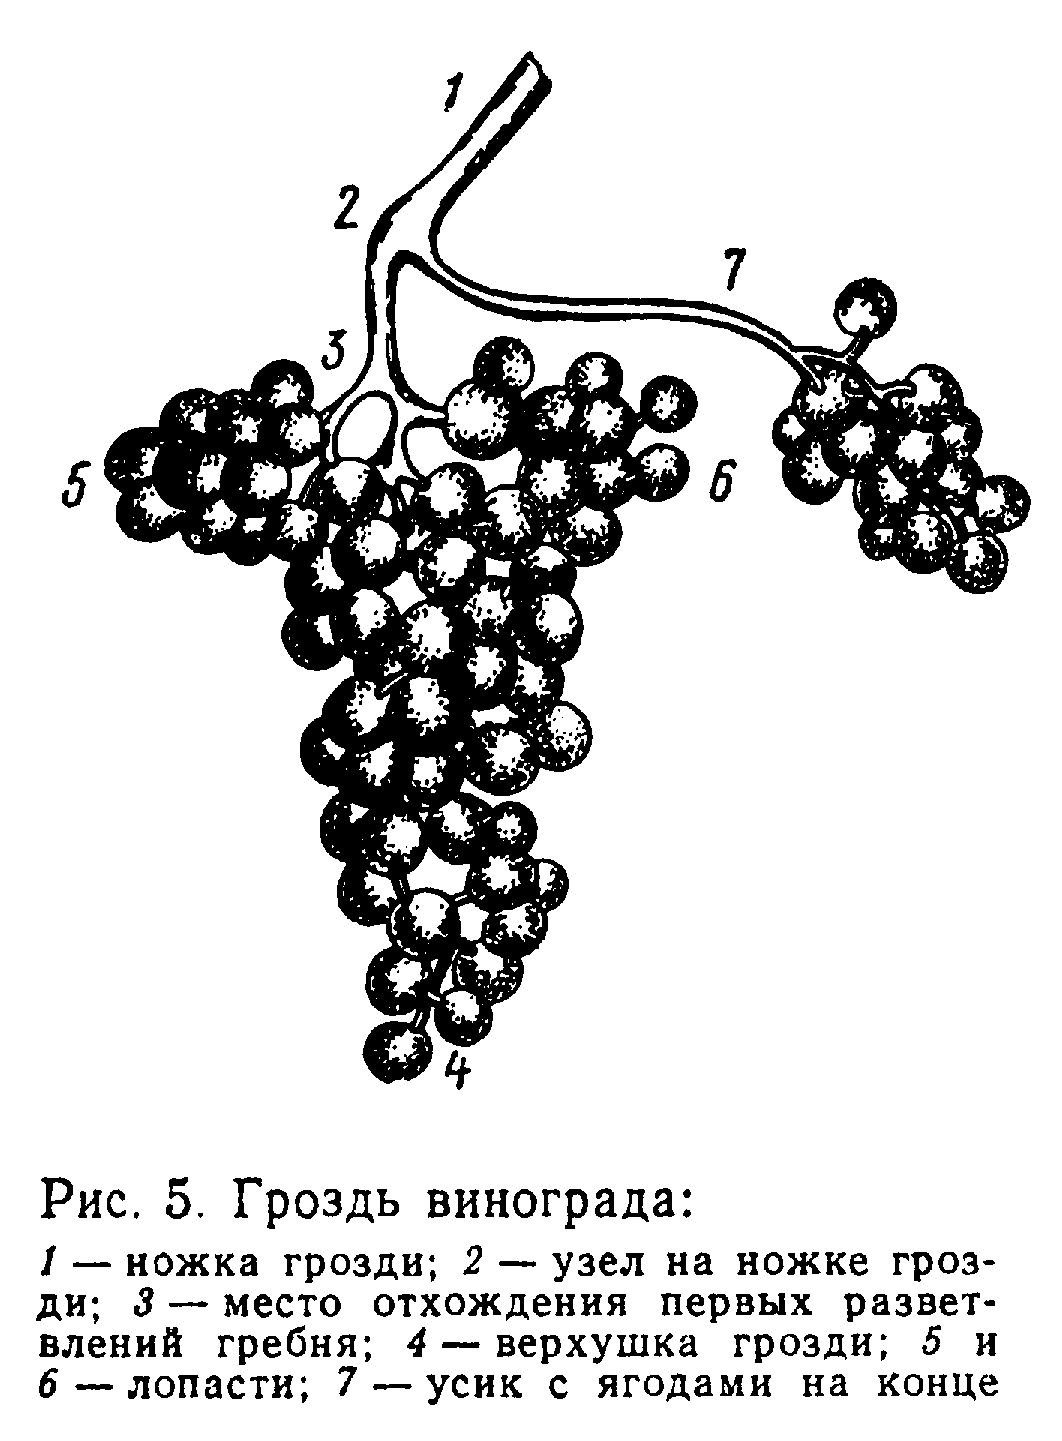 1
2
7
3
5
6
4
Рис. 5. Гроздь винограда:
1 — ножка грозди; 2 — узел на ножке гроз-
ди; 3 — место отхождения первых развет-
влений гребня; 4 — верхушка грозди; 5 и
6 — лопасти; 7 — усик с ягодами на конце